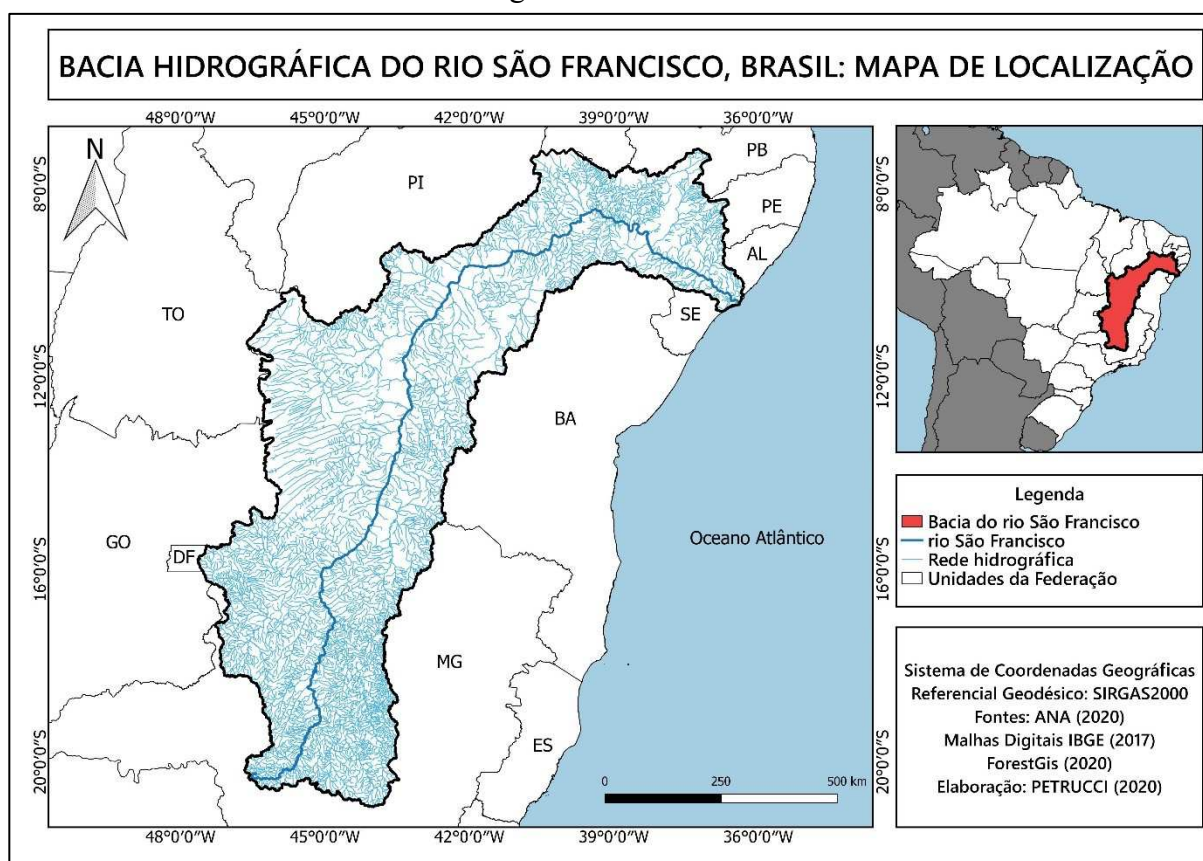 BACIA HIDROGRÁFICA DO RIO SÃO FRANCISCO, BRASIL: MAPA DE LOCALIZAÇÃO
48°0'0"W 45°0'0"W 42°0'0"W 39°0'0"W 36°0'0"W
N
8°0'0"S
12°0'0"S
16°0'0"S
20°0'0"S
PI
PB
PE
AL
SE
TO
BA
GO
DF
MG
ES
Oceano Atlântico
0 250 500 km
8°0'0"S
12°0'0"S
16°0'0"S
20°0'0"S
48°0'0"W 45°0'0"W 42°0'0"W 39°0'0"W 36°0'0"W
Legenda
Bacia do rio São Francisco
rio São Francisco
Rede hidrográfica
Unidades da Federação
Sistema de Coordenadas Geográficas
Referencial Geodésico: SIRGAS2000
Fontes: ANA (2020)
Malhas Digitais IBGE (2017)
ForestGis (2020)
Elaboração: PETRUCCI (2020)